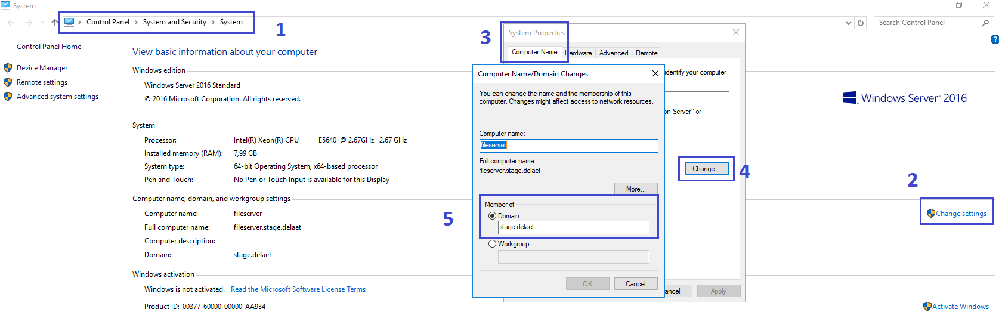 System
Control Panel > System and Security > System
1
Search Control Panel
Control Panel Home
Device Manager
Remote settings
Advanced system settings
View basic information about your computer
Windows edition
Windows Server 2016 Standard
© 2016 Microsoft Corporation. All rights reserved.
Windows Server® 2016
System
Processor: Intel(R) Xeon(R) CPU E5640 @ 2.67GHz 2.67 GHz
Installed memory (RAM): 7,99 GB
System type: 64-bit Operating System, x64-based processor
Pen and Touch: No Pen or Touch Input is available for this Display
Computer name, domain, and workgroup settings
Computer name: fileserver
Full computer name: fileserver.stage.delaet
Computer description:
Domain: stage.delaet
2
Change settings
Windows activation
Windows is not activated. Read the Microsoft Software License Terms
Product ID: 00377-60000-00000-AA934
Activate Windows
3
System Properties
Computer Name Hardware Advanced Remote
identify your computer
on Server" or
Change...
4
ancel Apply
Computer Name/Domain Changes
You can change the name and the membership of this
computer. Changes might affect access to network resources.
Computer name:
fileserver
Full computer name:
fileserver.stage.delaet
More...
5
Member of
Domain:
stage.delaet
Workgroup:
OK Cancel
?